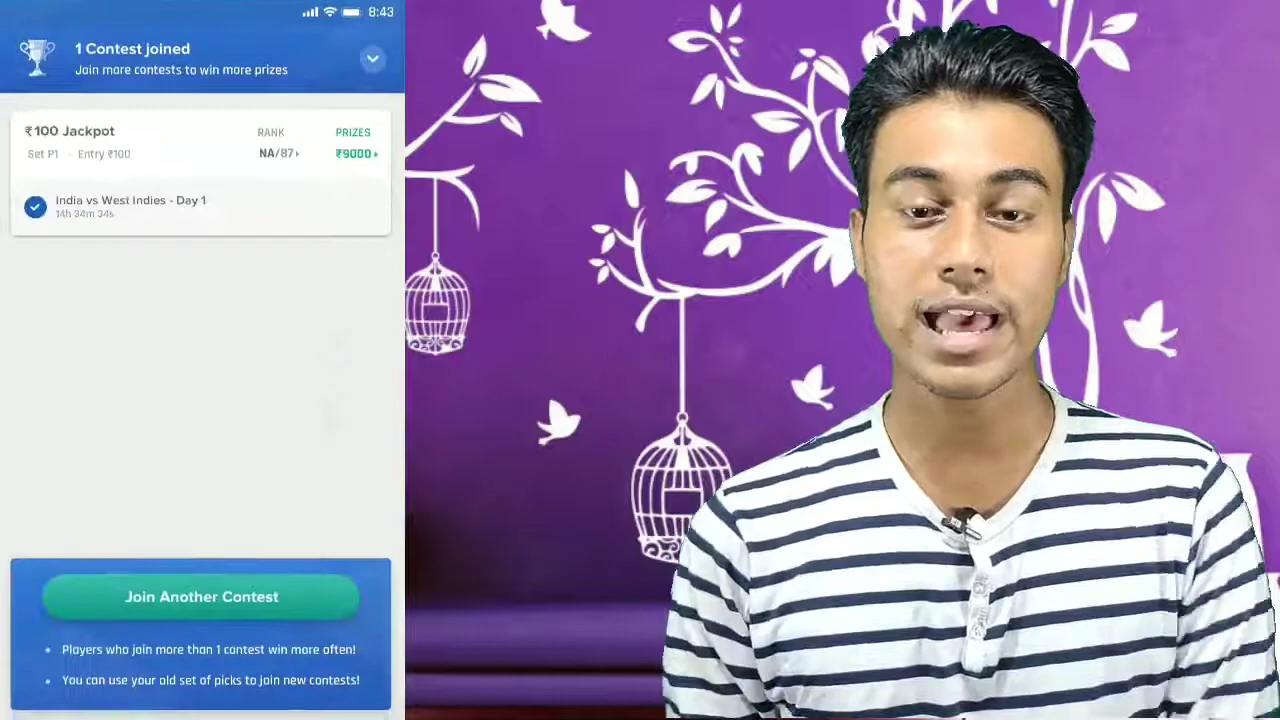 8:43
1 Contest joined
Join more contests to win more prizes
₹100 Jackpot RANK PRIZES
Set P1 - Entry ₹100 NA/87 ₹9000
India vs West Indies - Day 1
14h 34m 34s
Join Another Contest
• Players who join more than 1 contest win more often!
• You can use your old set of picks to join new contests!